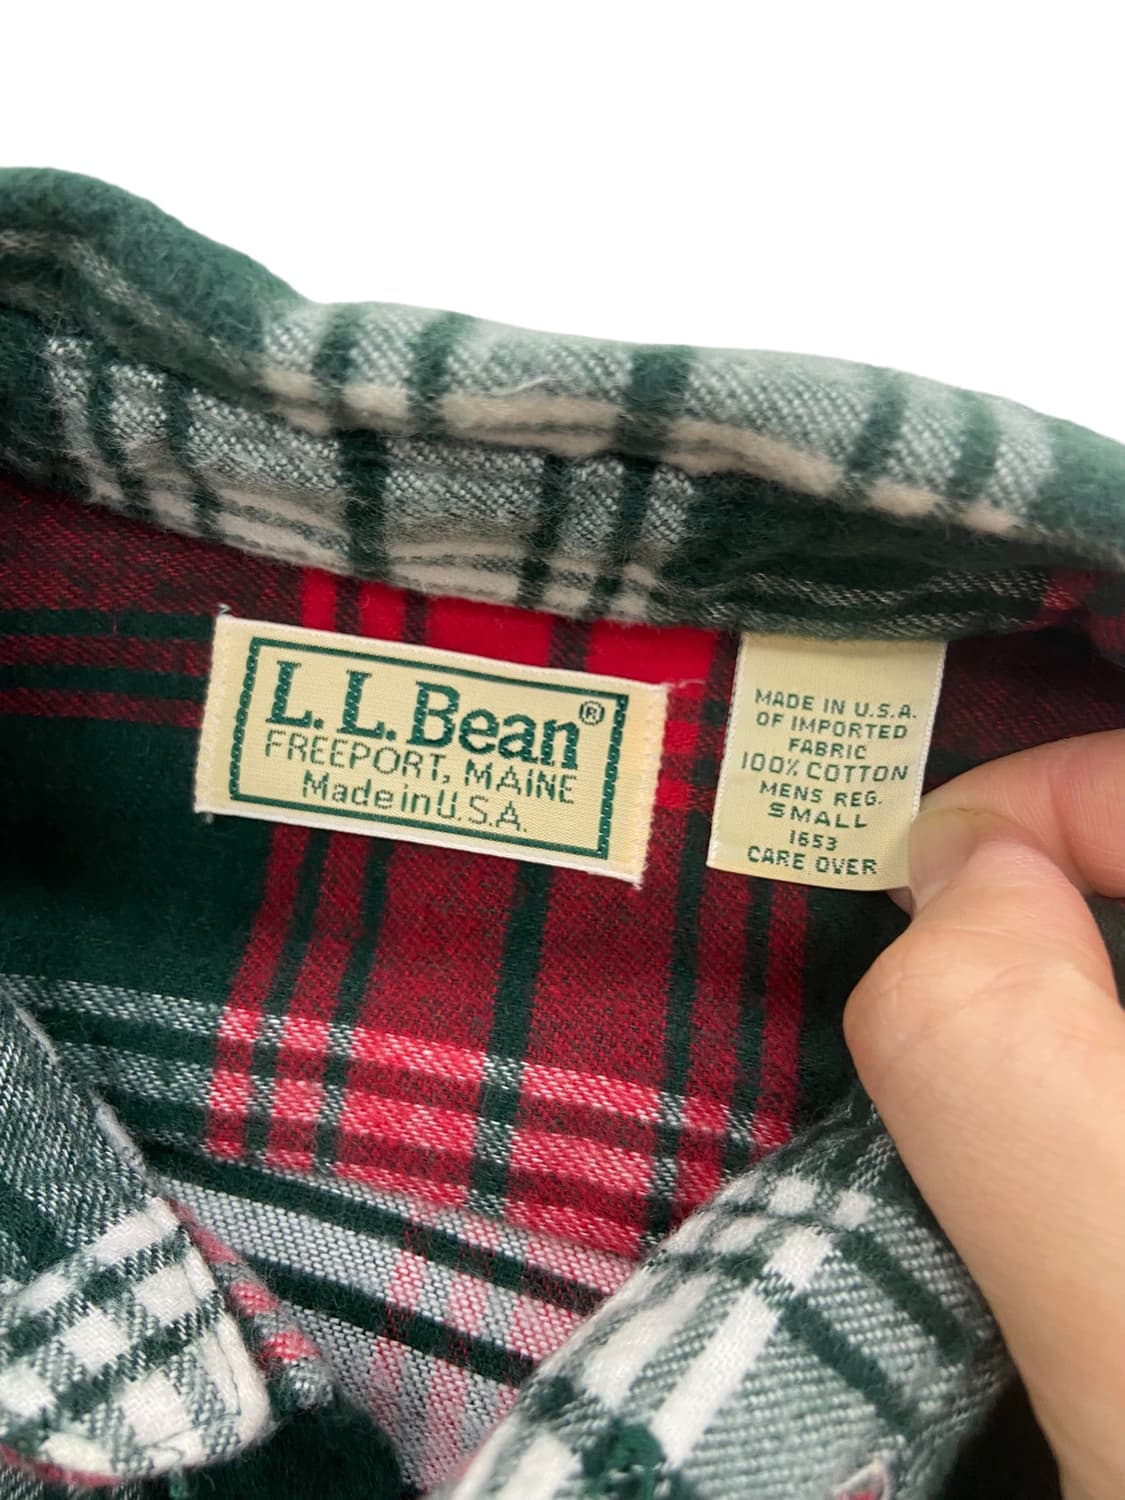 L.L.Bean®
FREEPORT, MAINE
Made in U.S.A.
MADE IN U.S.A.
OF IMPORTED
FABRIC
100% COTTON
MENS REG.
SMALL
1653
CARE OVER